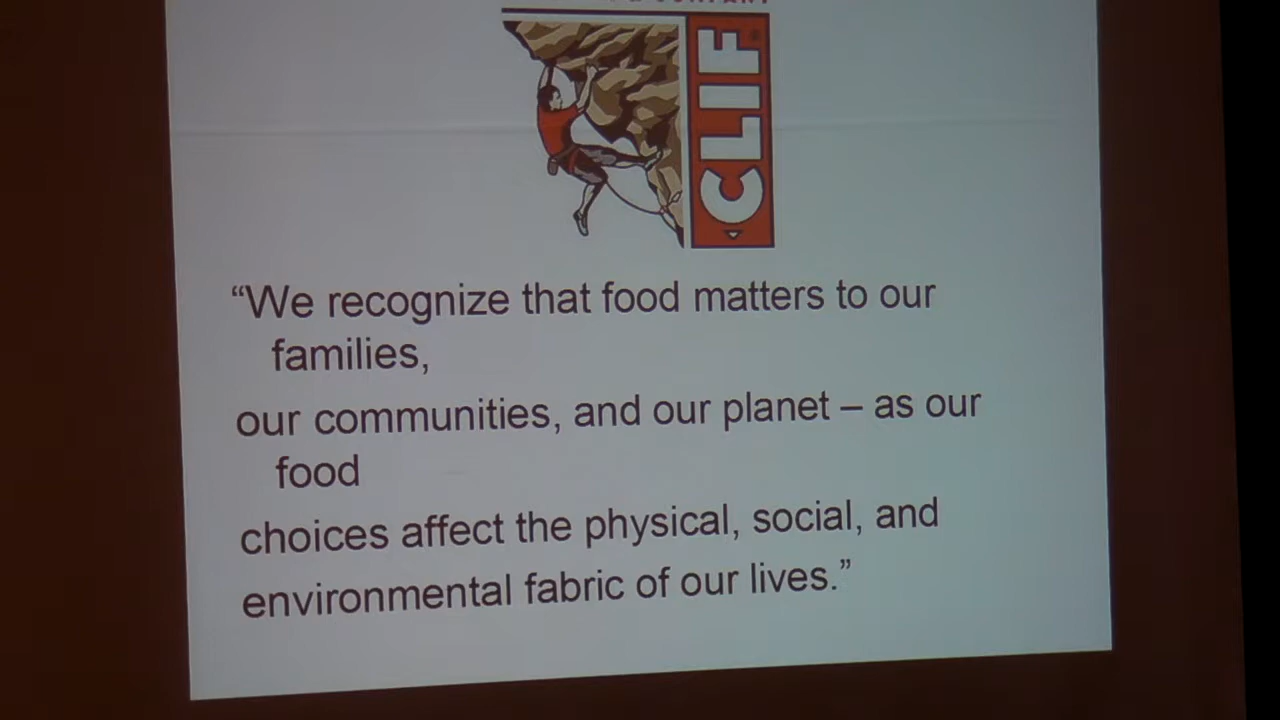 CLIF
“We recognize that food matters to our
families,
our communities, and our planet – as our
food
choices affect the physical, social, and
environmental fabric of our lives.”